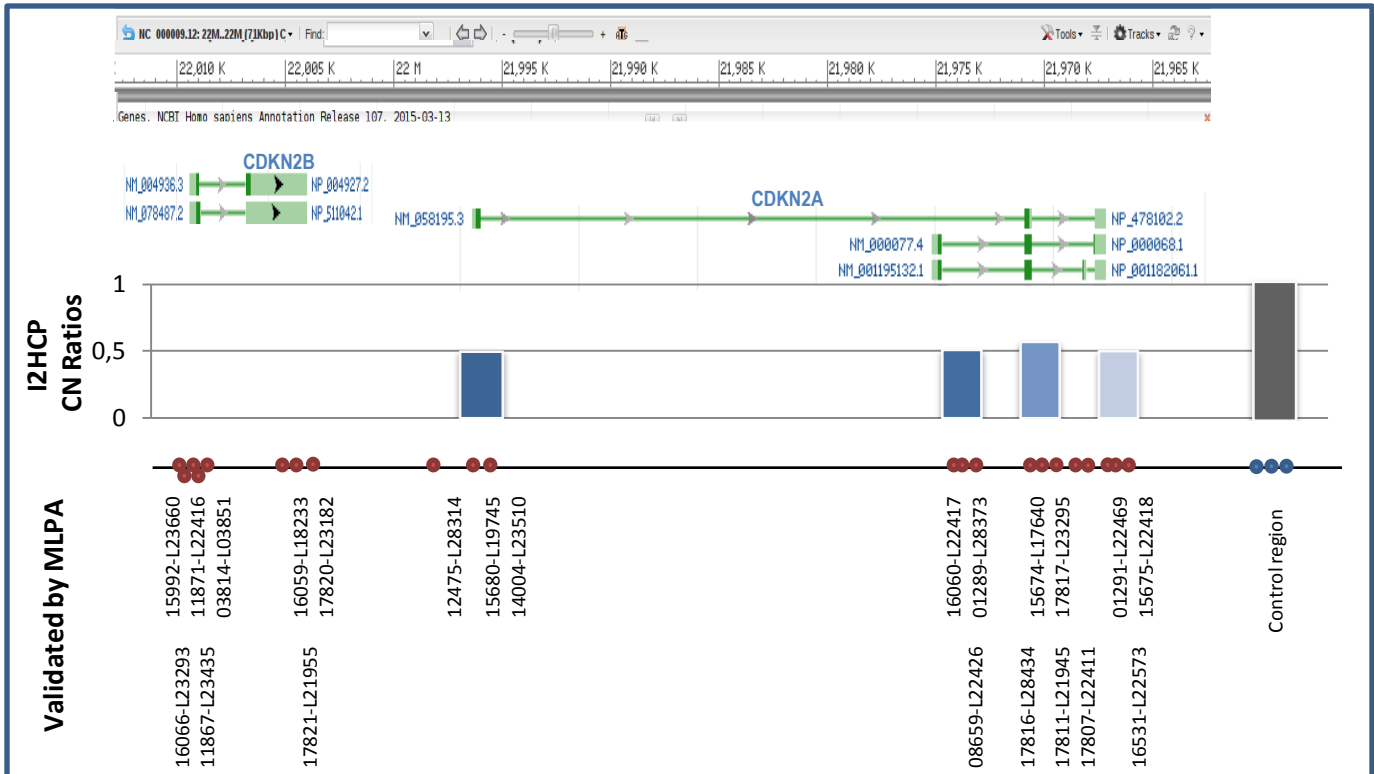 NC_000009.12: 22M..22M (71Kbp) C Find: Tools Tracks ?
22,010 K 22,005 K 22 M 21,995 K 21,990 K 21,985 K 21,980 K 21,975 K 21,970 K 21,965 K
Genes, NCBI Homo sapiens Annotation Release 107, 2015-03-13
CDKN2B
NM_004936.3 NP_004927.2
NM_078487.2 NP_511042.1
CDKN2A
NM_058195.3 NP_478102.2
NM_000077.4 NP_000068.1
NM_001195132.1 NP_001182061.1
I2HCP
CN Ratios
1
0,5
0
Validated by MLPA
15992-L23660
11871-L22416
03814-L03851
16059-L18233
17820-L23182
12475-L28314
15680-L19745
14004-L23510
16060-L22417
01289-L28373
15674-L17640
17817-L23295
01291-L22469
15675-L22418
Control region
16066-L23293
11867-L23435
17821-L21955
08659-L22426
17816-L28434
17811-L21945
17807-L22411
16531-L22573